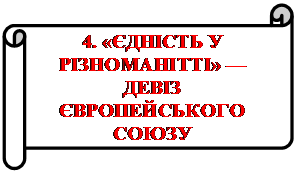 4. «ЄДНІСТЬ У
РІЗНОМАНІТТІ» —
ДЕВІЗ
ЄВРОПЕЙСЬКОГО
СОЮЗУ